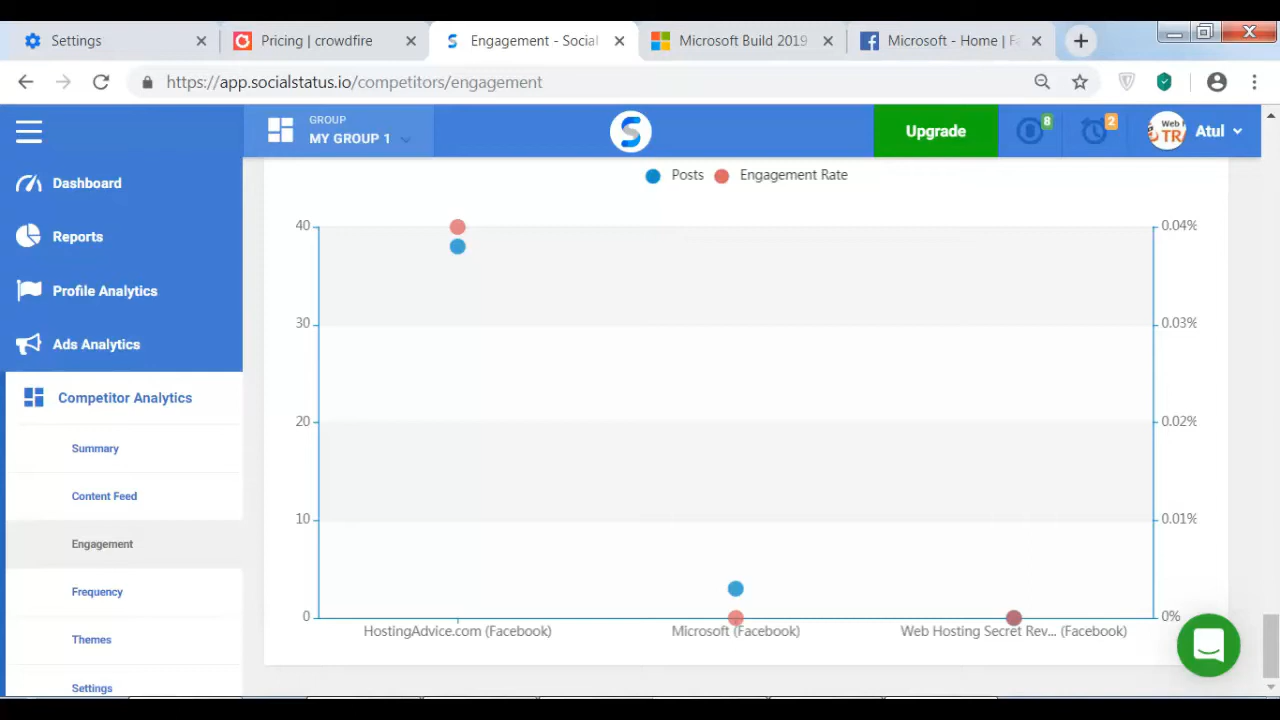 Settings
Pricing | crowdfire
Engagement - Social
Microsoft Build 2019
Microsoft - Home | F
https://app.socialstatus.io/competitors/engagement
GROUP
MY GROUP 1
S
Upgrade
8
2
Web
TR
Atul
Dashboard
Reports
Profile Analytics
Ads Analytics
Competitor Analytics
Summary
Content Feed
Engagement
Frequency
Themes
Settings
Posts
Engagement Rate
40
30
20
10
0
0.04%
0.03%
0.02%
0.01%
0%
HostingAdvice.com (Facebook)
Microsoft (Facebook)
Web Hosting Secret Rev... (Facebook)